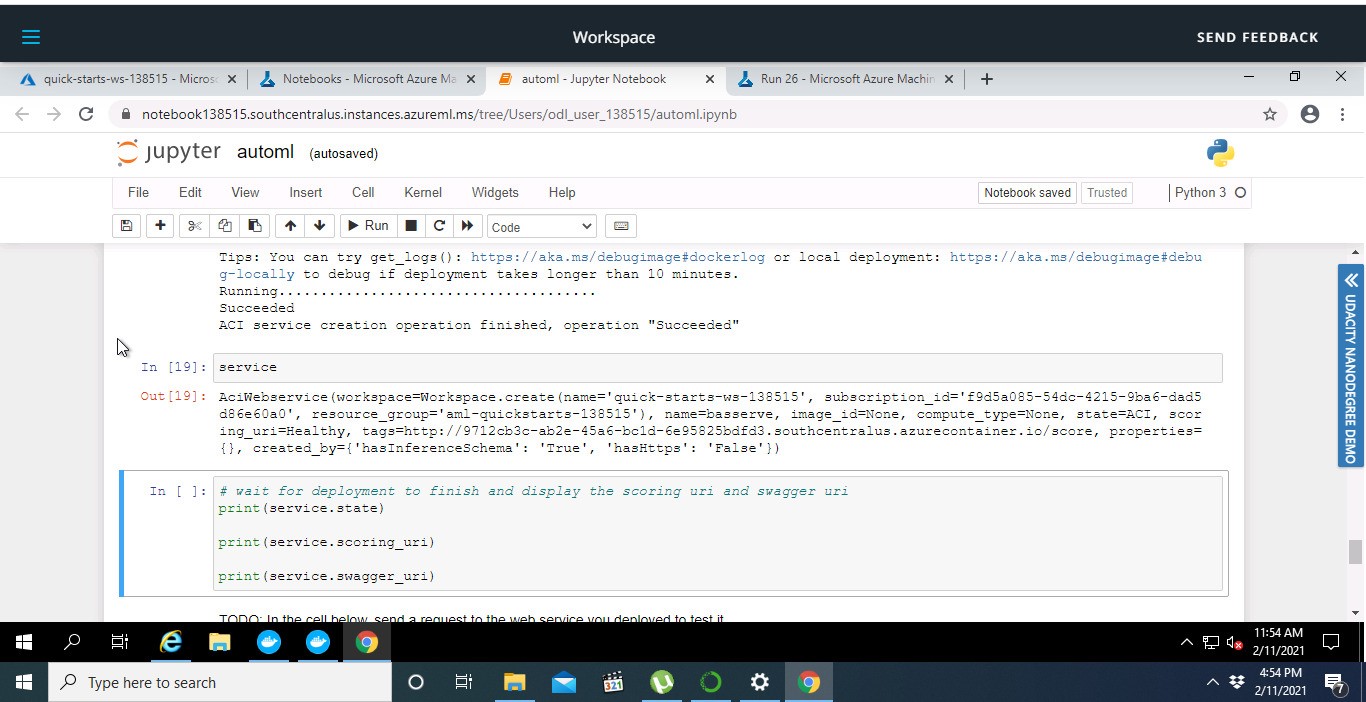 Workspace
SEND FEEDBACK
quick-starts-ws-138515 - Micros
Notebooks - Microsoft Azure Ma
automl - Jupyter Notebook
Run 26 - Microsoft Azure Machin
notebook138515.southcentralus.instances.azureml.ms/tree/Users/odl_user_138515/automl.ipynb
jupyter automl (autosaved)
File Edit View Insert Cell Kernel Widgets Help
Notebook saved Trusted Python 3
Run Code
Tips: You can try get_logs(): https://aka.ms/debugimage#dockerlog or local deployment: https://aka.ms/debugimage#debu
g-locally to debug if deployment takes longer than 10 minutes.
Running......................................
Succeeded
ACI service creation operation finished, operation "Succeeded"
In [19]: service
Out[19]: AciWebservice(workspace=Workspace.create(name='quick-starts-ws-138515', subscription_id='f9d5a085-54dc-4215-9ba6-dad5
d86e60a0', resource_group='aml-quickstarts-138515'), name=basserve, image_id=None, compute_type=None, state=ACI, scor
ing_uri=Healthy, tags=http://9712cb3c-ab2e-45a6-bc1d-6e95825bdfd3.southcentralus.azurecontainer.io/score, properties=
{}, created_by={'hasInferenceSchema': 'True', 'hasHttps': 'False'})
In [ ]: # wait for deployment to finish and display the scoring uri and swagger uri
print(service.state)
print(service.scoring_uri)
print(service.swagger_uri)
TODO: In the cell below, send a request to the web service you deployed to test it.
UDACITY NANODEGREE DEMO
11:54 AM
2/11/2021
Type here to search
321
4:54 PM
2/11/2021
7